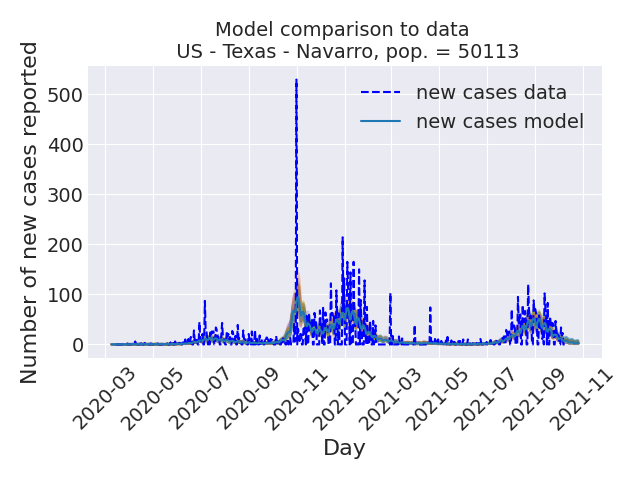 Model comparison to data
US - Texas - Navarro, pop. = 50113
Number of new cases reported
500
400
300
200
100
0
new cases data
new cases model
2020-03
2020-05
2020-07
2020-09
2020-11
2021-01
2021-03
2021-05
2021-07
2021-09
2021-11
Day